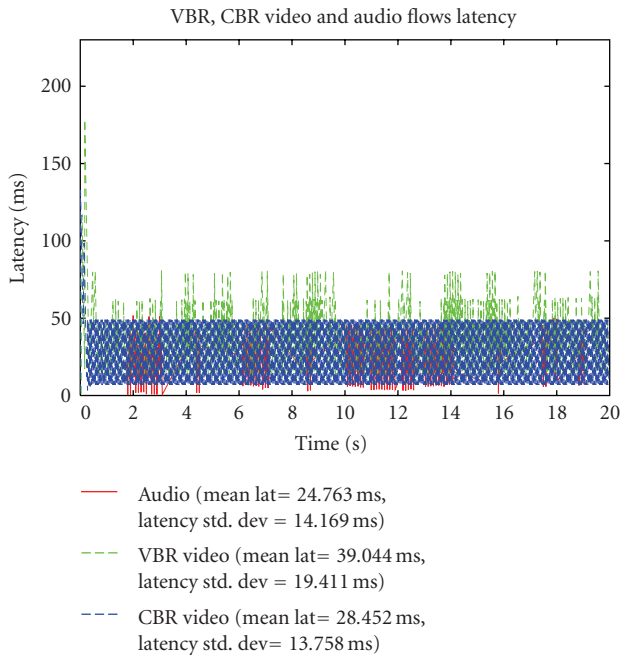 VBR, CBR video and audio flows latency
200
150
100
50
0
Latency (ms)
0 2 4 6 8 10 12 14 16 18 20
Time (s)
Audio (mean lat= 24.763 ms,
latency std. dev = 14.169 ms)
VBR video (mean lat= 39.044 ms,
latency std. dev = 19.411 ms)
CBR video (mean lat= 28.452 ms,
latency std. dev= 13.758 ms)